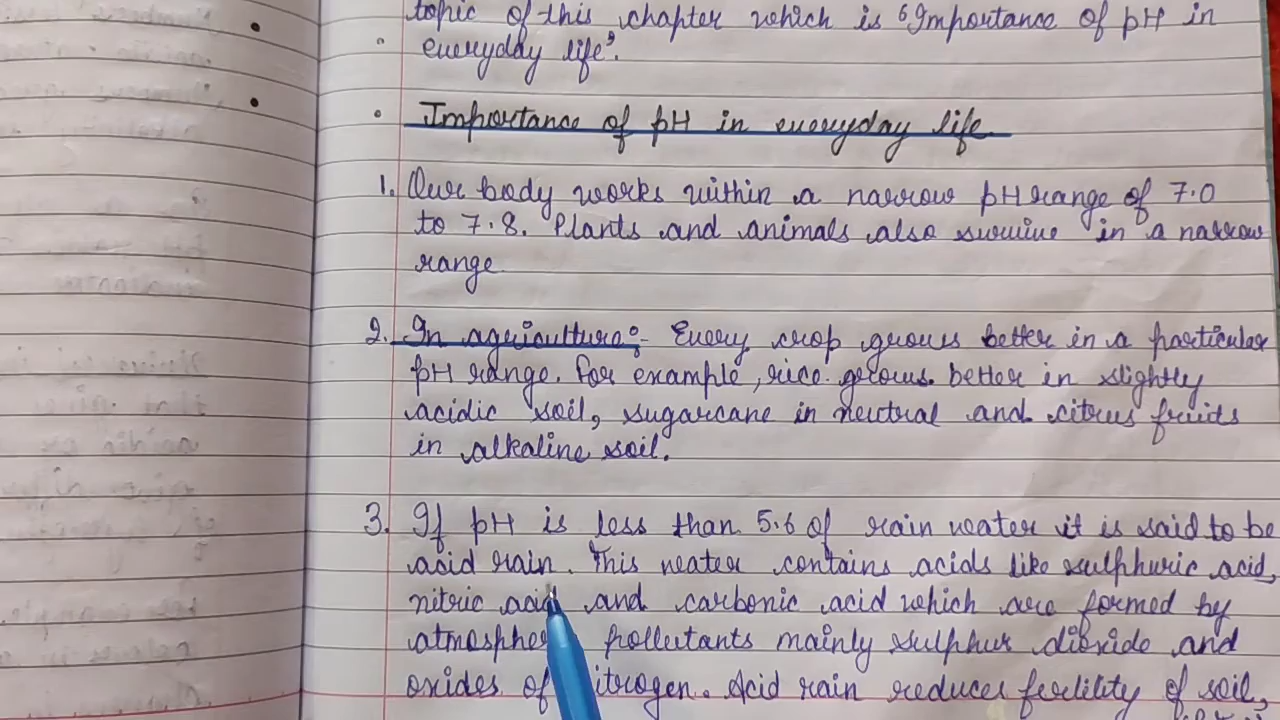 topic of this chapter which is 'Importance of pH in
everyday life'.
Importance of pH in everyday life
1. Our body works within a narrow pH range of 7.0
to 7.8. Plants and animals also survive in a narrow
range
2. In agriculture:- Every crop grows better in a particular
pH range. For example, rice grows better in slightly
acidic soil, sugarcane in neutral and citrus fruits
in alkaline soil.
3. If pH is less than 5.6 of rain water it is said to be
acid rain. This water contains acids like sulphuric acid,
nitric acid and carbonic acid which are formed by
pollutants mainly sulphur dioxide and
oxides of Acid rain reduces fertility of soil,